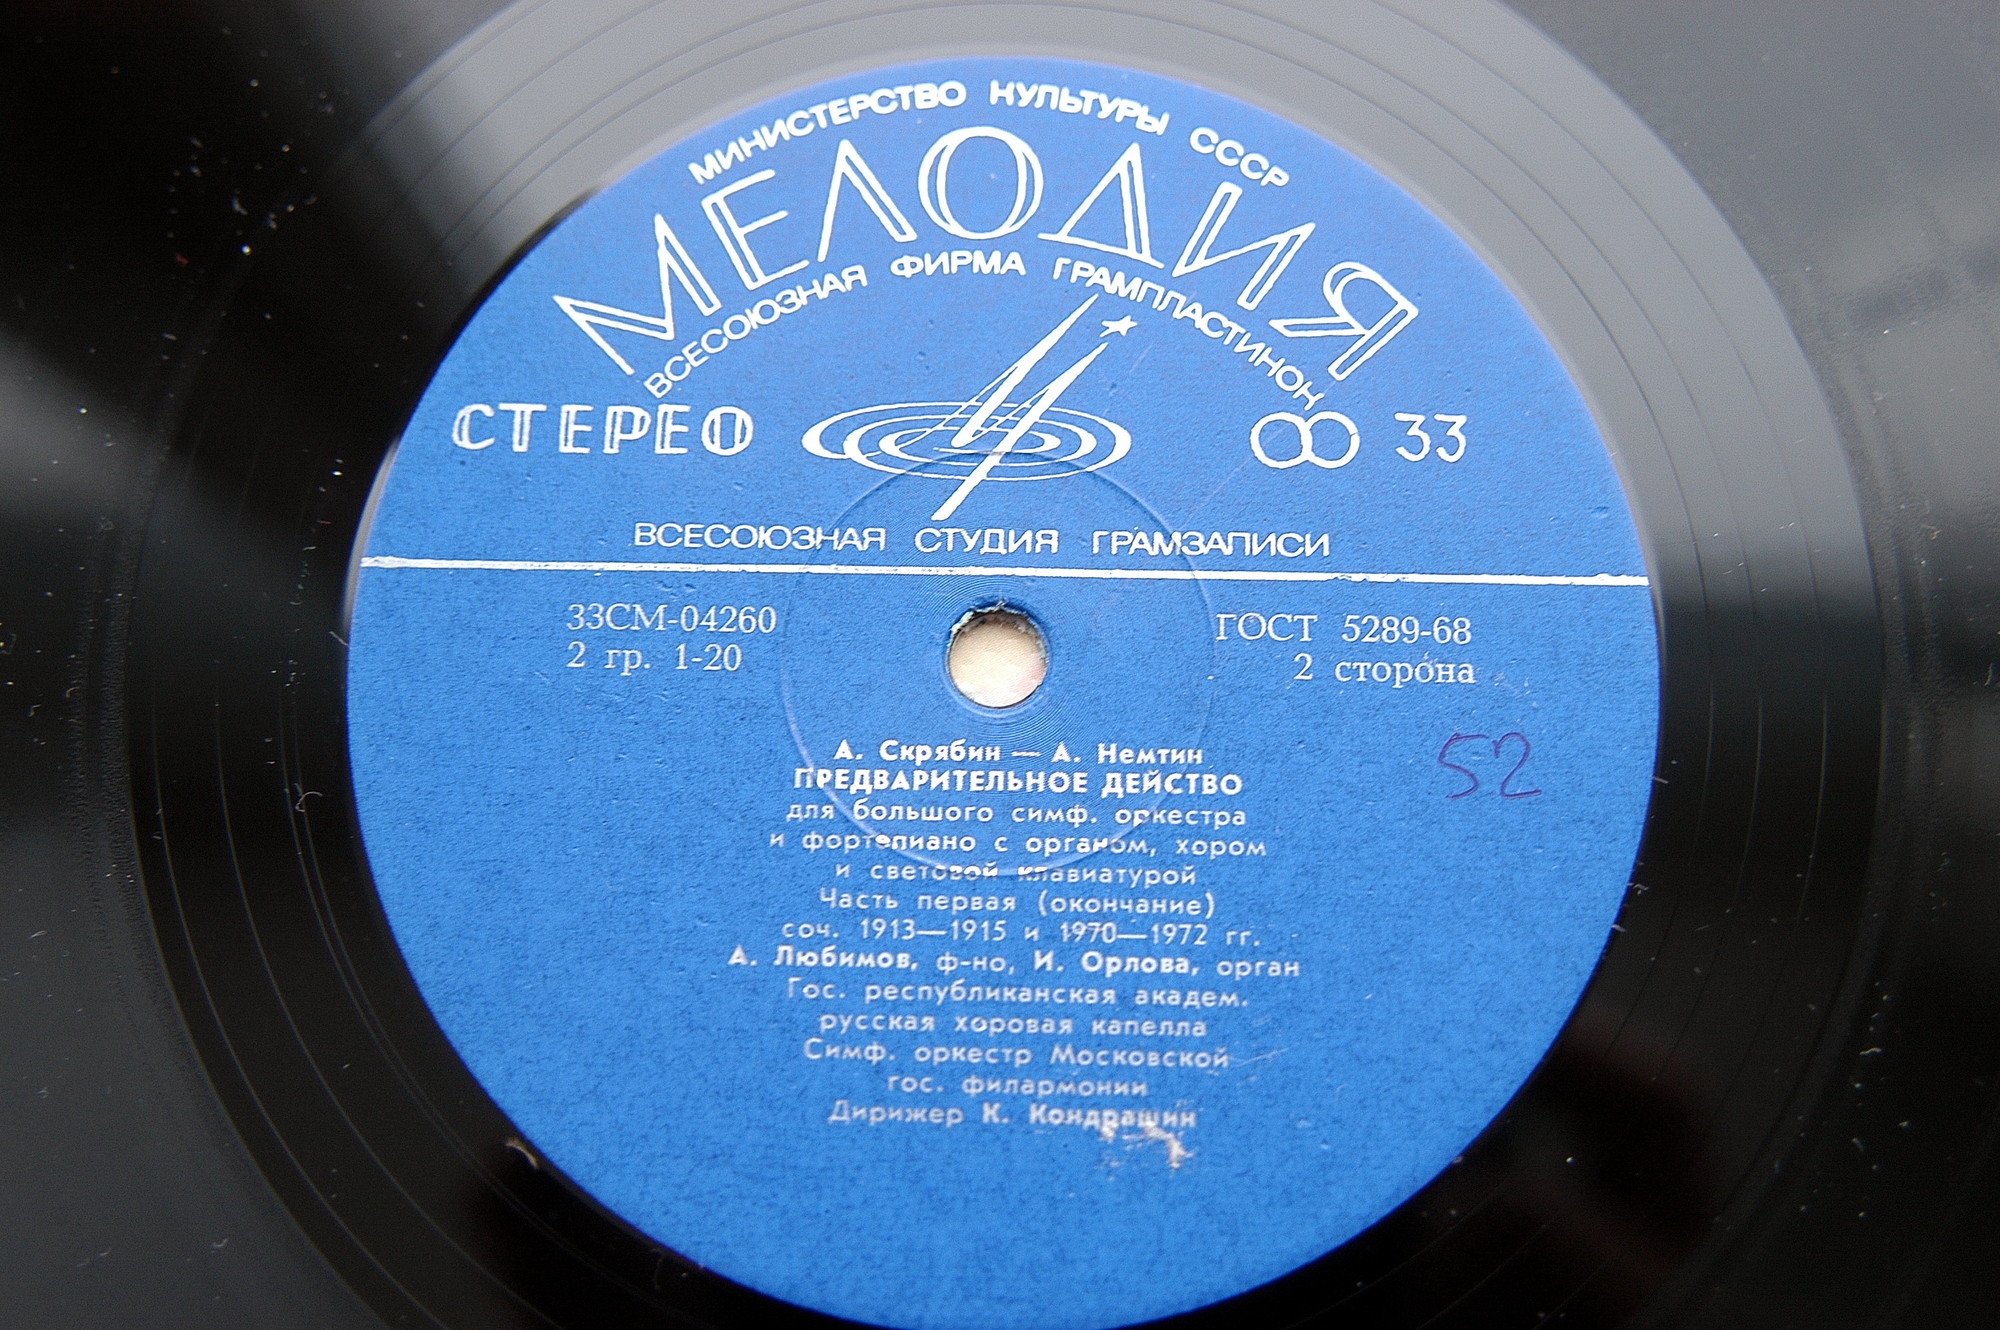 МИНИСТЕРСТВО КУЛЬТУРЫ СССР
МЕЛОДИЯ
ВСЕСОЮЗНАЯ ФИРМА ГРАМПЛАСТИНОК
СТЕРЕО 33
ВСЕСОЮЗНАЯ СТУДИЯ ГРАМЗАПИСИ
33СМ-04260 ГОСТ 5289-68
2 гр. 1-20 2 сторона
52
А. Скрябин — А. Немтин
ПРЕДВАРИТЕЛЬНОЕ ДЕЙСТВО
для большого симф. оркестра
и фортепиано с органом, хором
и световой клавиатурой
Часть первая (окончание)
соч. 1913—1915 и 1970—1972 гг.
А. Любимов, ф-но, И. Орлова, орган
Гос. республиканская академ.
русская хоровая капелла
Симф. оркестр Московской
гос. филармонии
Дирижер К. Кондрашин